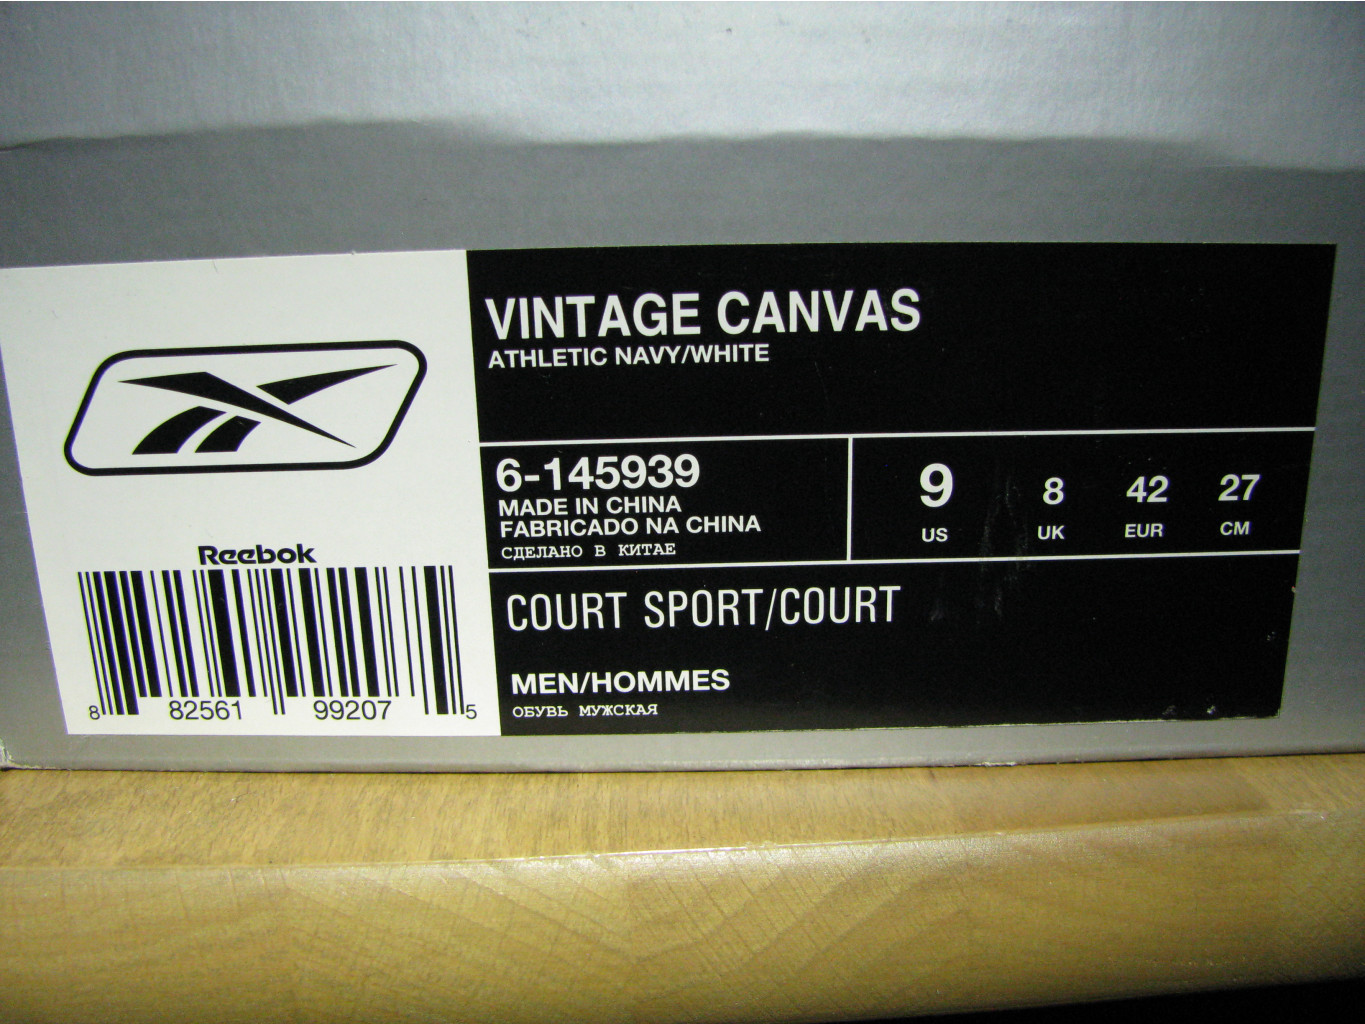 VINTAGE CANVAS
ATHLETIC NAVY/WHITE
6-145939
MADE IN CHINA
FABRICADO NA CHINA
СДЕЛАНО В КИТАЕ
9 8 42 27
US UK EUR CM
Reebok
8 82561 99207 5
COURT SPORT/COURT
MEN/HOMMES
ОБУВЬ МУЖСКАЯ